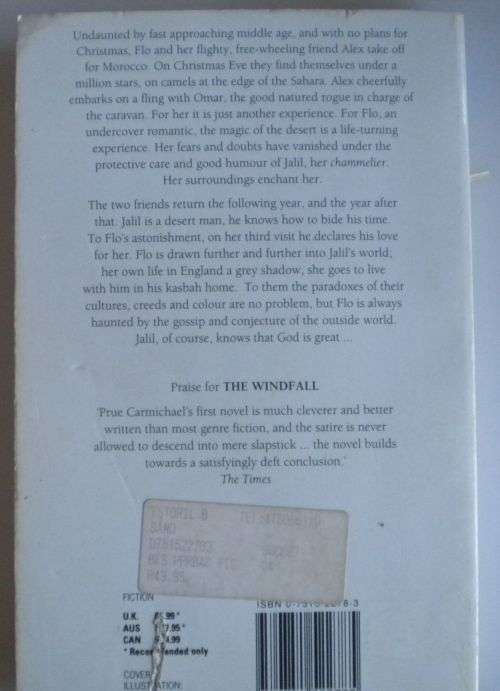 Undaunted by fast approaching middle age, and with no plans for
Christmas, Flo and her flighty, free-wheeling friend Alex take off
for Morocco. On Christmas Eve they find themselves under a
million stars, on camels at the edge of the Sahara. Alex cheerfully
embarks on a fling with Omar, the good natured rogue in charge of
the caravan. For her it is just another experience. For Flo, an
undercover romantic, the magic of the desert is a life-turning
experience. Her fears and doubts have vanished under the
protective care and good humour of Jalil, her chammelier.
Her surroundings enchant her.
The two friends return the following year, and the year after
that. Jalil is a desert man, he knows how to bide his time.
To Flo's astonishment, on her third visit he declares his love
for her. Flo is drawn further and further into Jalil's world;
her own life in England a grey shadow, she goes to live
with him in his kasbah home. To them the paradoxes of their
cultures, creeds and colour are no problem, but Flo is always
haunted by the gossip and conjecture of the outside world.
Jalil, of course, knows that God is great ...
Praise for THE WINDFALL
'Prue Carmichael's first novel is much cleverer and better
written than most genre fiction, and the satire is never
allowed to descend into mere slapstick ... the novel builds
towards a satisfyingly deft conclusion.'
The Times
ESTORIL B
SAND
R43.95
FICTION
ISBN
U.K.
AUS
CAN
only
COVER